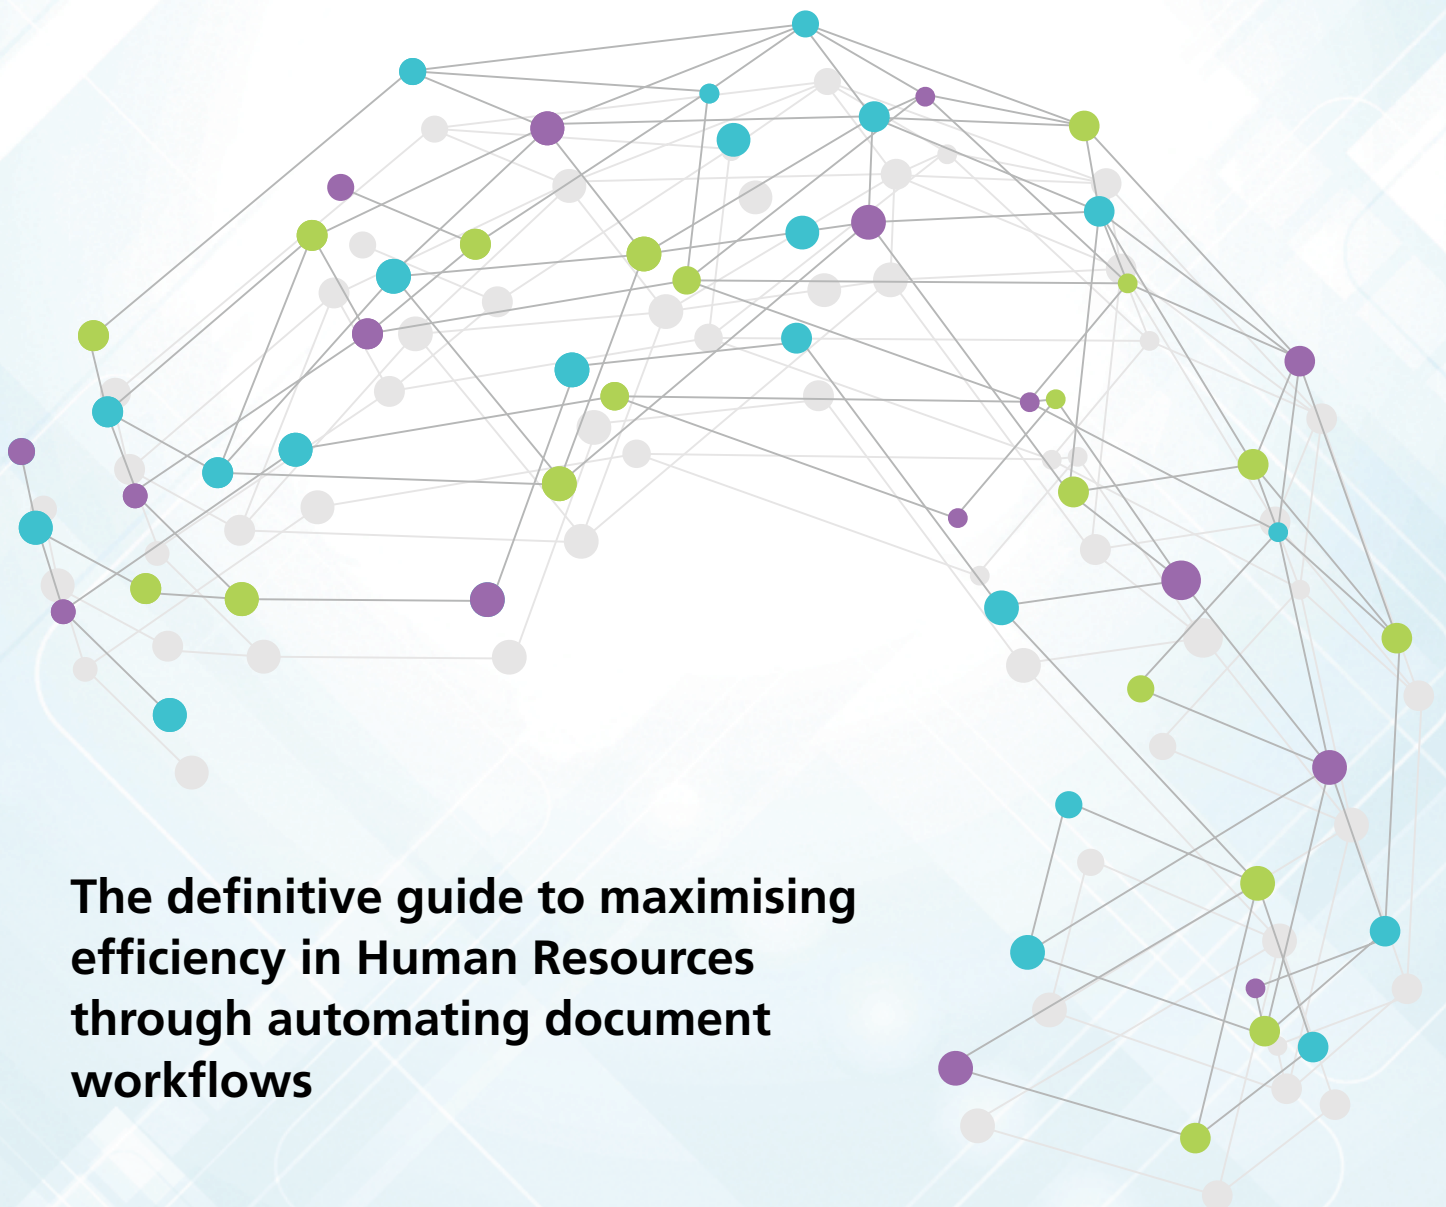 The definitive guide to maximising
efficiency in Human Resources
through automating document
workflows